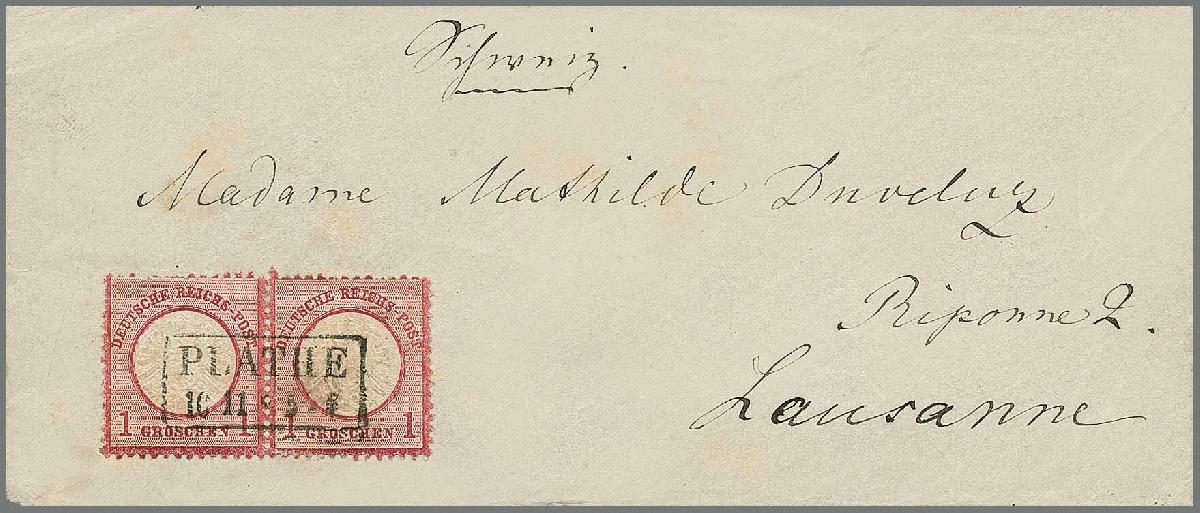 Schweiz.
Madame Mathilde Duveluz
Riponne 2.
Lausanne
DEUTSCHE REICHS-POST
DEUTSCHE REICHS-POST
PLATHE
1 GROSCHEN 1
1 GROSCHEN 1